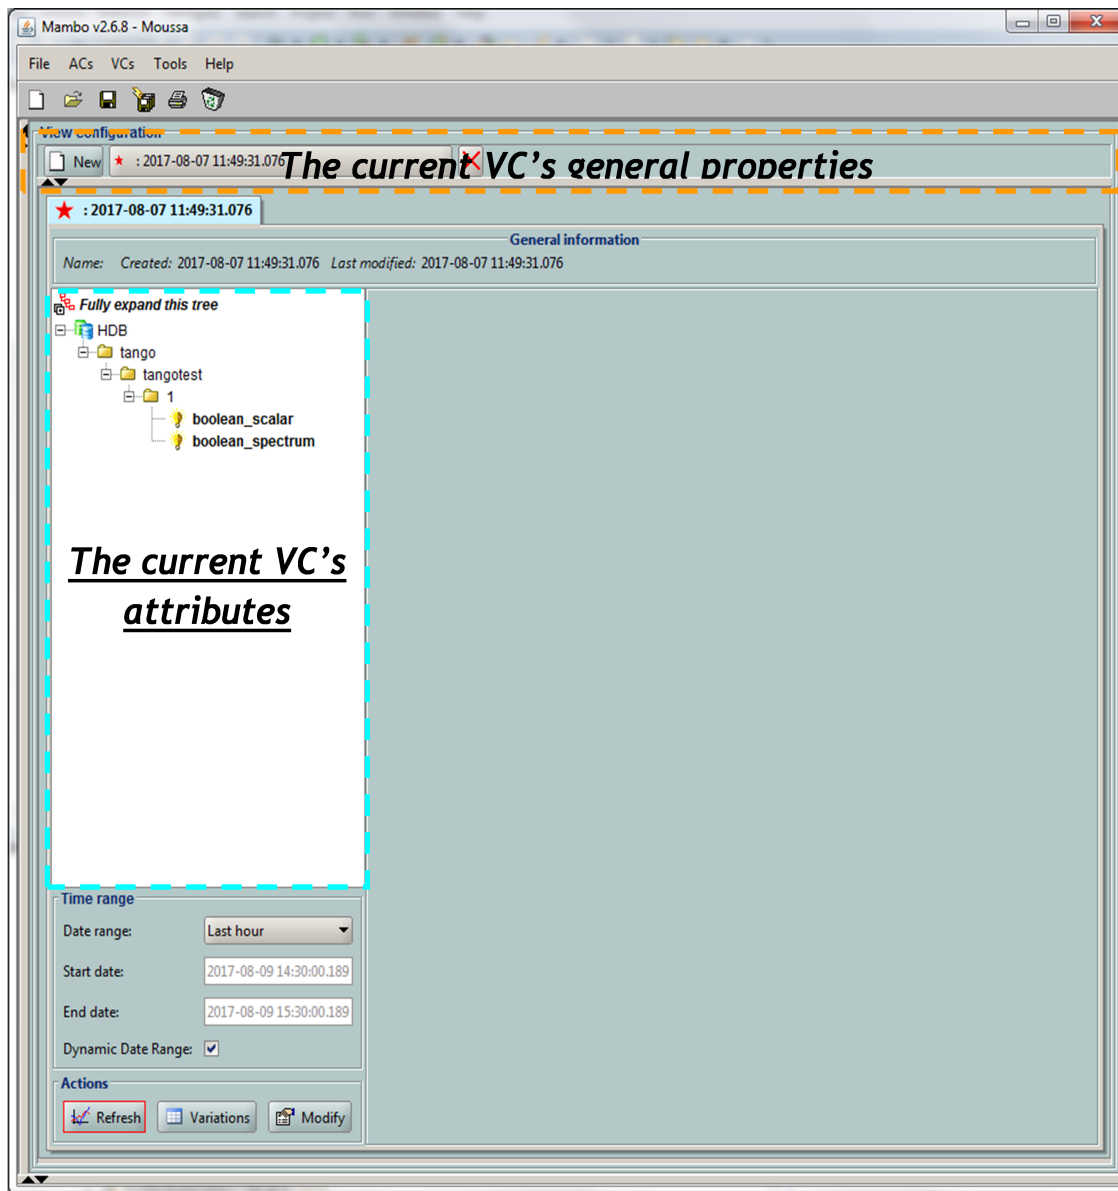 Mambo v2.6.8 - Moussa
File ACs VCs Tools Help
View configuration
New : 2017-08-07 11:49:31.076
The current VC’s general properties
: 2017-08-07 11:49:31.076
General information
Name: Created: 2017-08-07 11:49:31.076 Last modified: 2017-08-07 11:49:31.076
Fully expand this tree
HDB
tango
tangotest
1
boolean_scalar
boolean_spectrum
The current VC’s
attributes
Time range
Date range: Last hour
Start date: 2017-08-09 14:30:00.189
End date: 2017-08-09 15:30:00.189
Dynamic Date Range:
Actions
Refresh Variations Modify